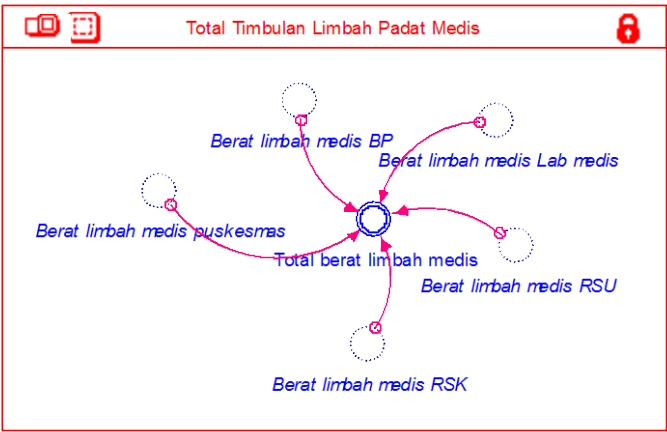 Total Timbulan Limbah Padat Medis
Berat limbah medis BP
Berat limbah medis Lab medis
Berat limbah medis puskesmas
Total berat limbah medis
Berat limbah medis RSU
Berat limbah medis RSK